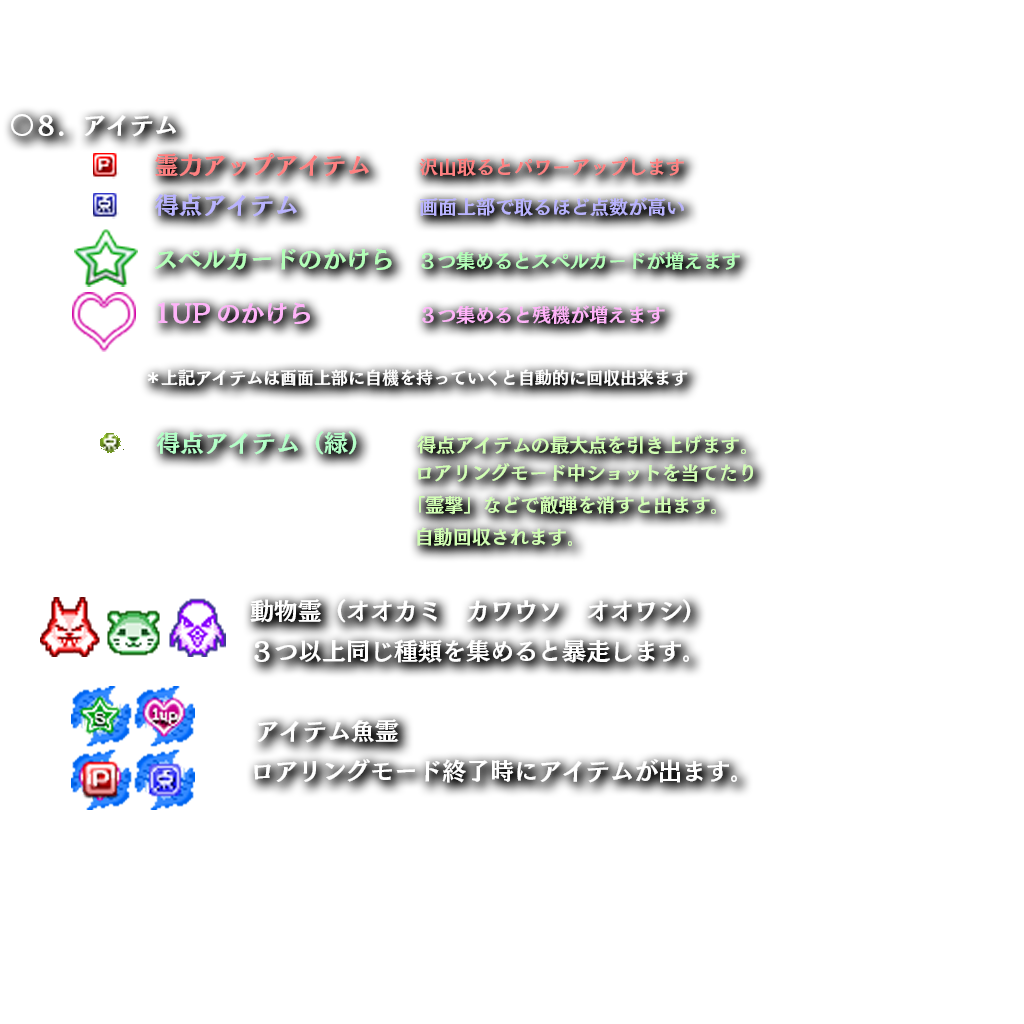 ○8．アイテム
P 霊力アップアイテム 沢山取るとパワーアップします
点 得点アイテム 画面上部で取るほど点数が高い
スペルカードのかけら ３つ集めるとスペルカードが増えます
1UPのかけら ３つ集めると残機が増えます
＊上記アイテムは画面上部に自機を持っていくと自動的に回収出来ます
得点アイテム（緑） 得点アイテムの最大点を引き上げます。
ロアリングモード中ショットを当てたり
「霊撃」などで敵弾を消すと出ます。
自動回収されます。
動物霊（オオカミ　カワウソ　オオワシ）
３つ以上同じ種類を集めると暴走します。
S 1up
アイテム魚霊
P 点 ロアリングモード終了時にアイテムが出ます。